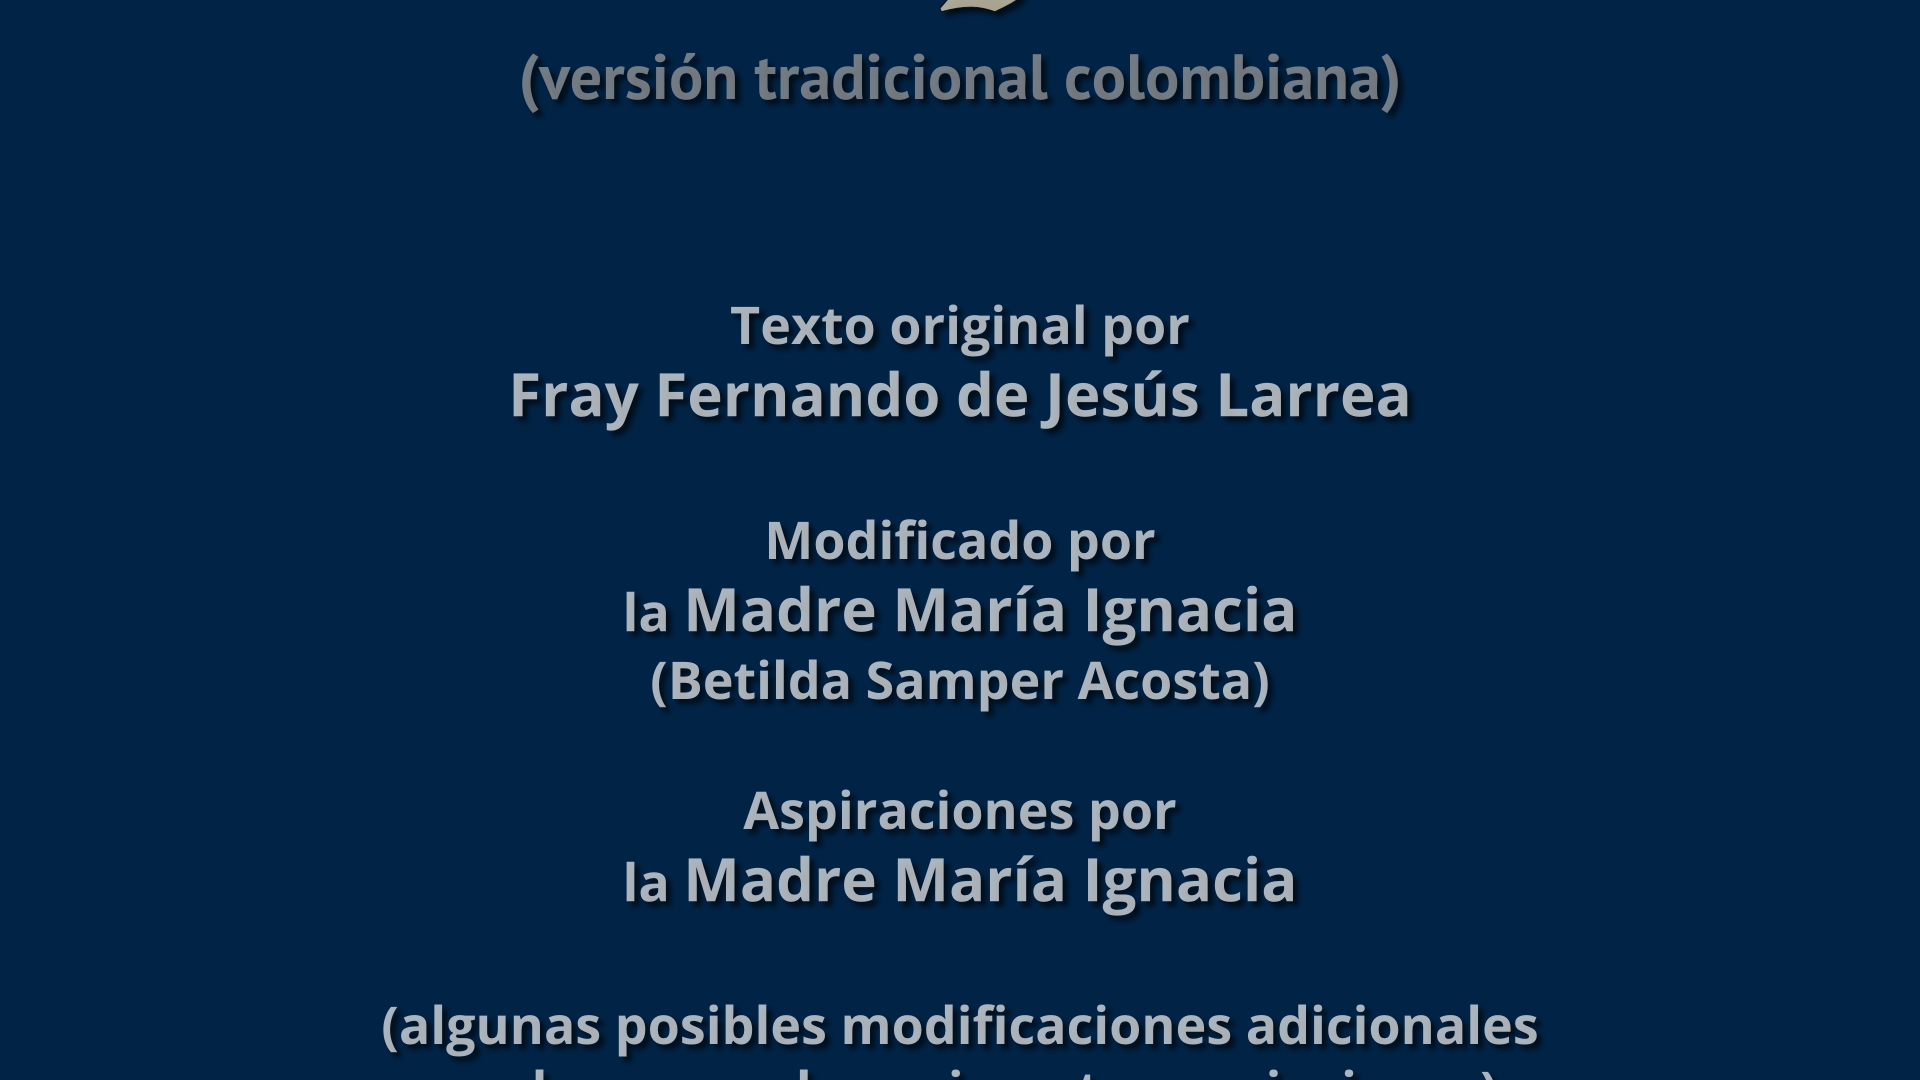 (versión tradicional colombiana)
Texto original por
Fray Fernando de Jesús Larrea
Modificado por
la Madre María Ignacia
(Betilda Samper Acosta)
Aspiraciones por
la Madre María Ignacia
(algunas posibles modificaciones adicionales